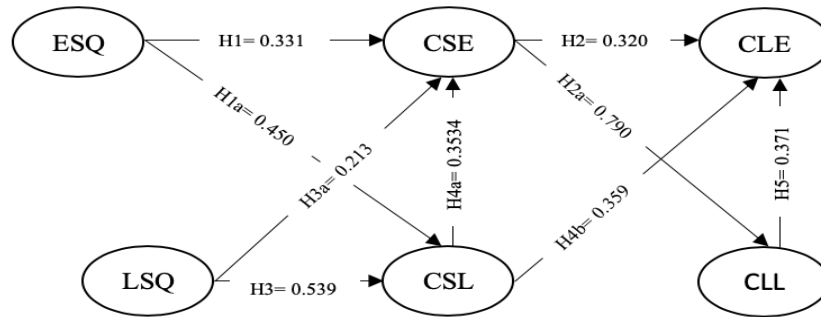 ESQ
H1= 0.331
CSE
H2= 0.320
CLE
H1a= 0.450
H3a= 0.213
H4a= 0.3534
H2a= 0.790
H4b= 0.359
H5= 0.371
LSQ
H3= 0.539
CSL
CLL